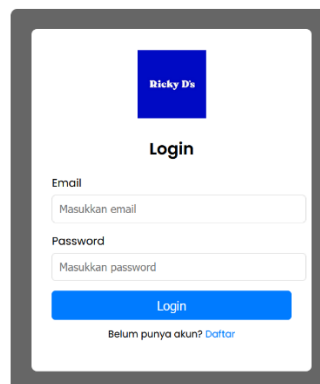 Ricky D's
Login
Email
Masukkan email
Password
Masukkan password
Login
Belum punya akun? Daftar